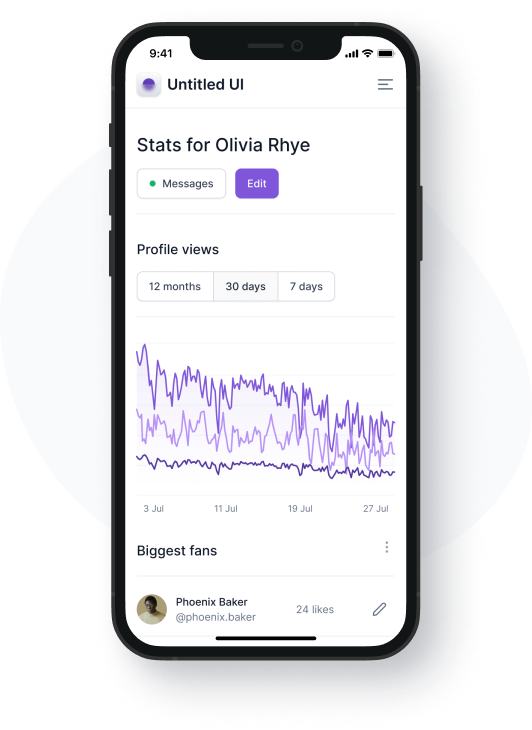 9:41
Untitled UI
Stats for Olivia Rhye
Messages
Edit
Profile views
12 months
30 days
7 days
3 Jul
11 Jul
19 Jul
27 Jul
Biggest fans
Phoenix Baker
@phoenix.baker
24 likes